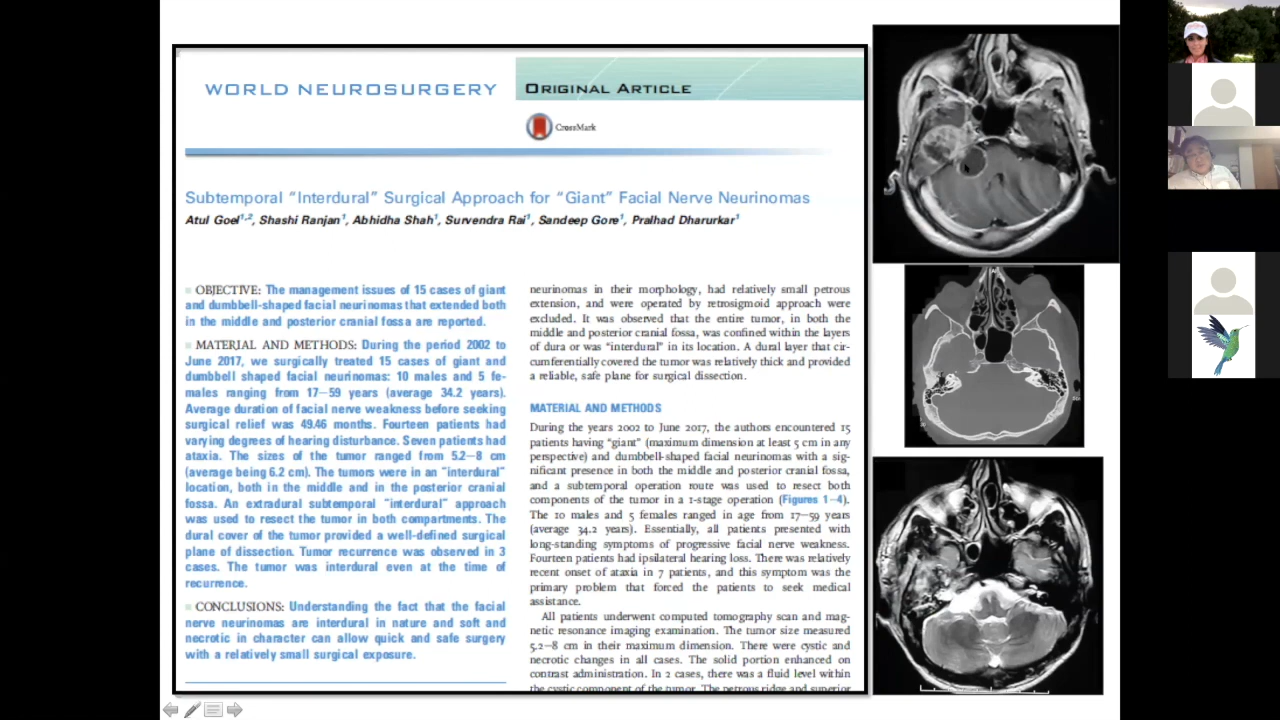 WORLD NEUROSURGERY
ORIGINAL ARTICLE
CrossMark
Subtemporal “Interdural” Surgical Approach for “Giant” Facial Nerve Neurinomas
Atul Goel1,2, Shashi Ranjan1, Abhidha Shah1, Survendra Rai1, Sandeep Gore1, Pralhad Dharurkar1
OBJECTIVE: The management issues of 15 cases of giant
and dumbbell-shaped facial neurinomas that extended both
in the middle and posterior cranial fossa are reported.
MATERIAL AND METHODS: During the period 2002 to
June 2017, we surgically treated 15 cases of giant and
dumbbell shaped facial neurinomas: 10 males and 5 fe-
males ranging from 17–59 years (average 34.2 years).
Average duration of facial nerve weakness before seeking
surgical relief was 49.46 months. Fourteen patients had
varying degrees of hearing disturbance. Seven patients had
ataxia. The sizes of the tumor ranged from 5.2–8 cm
(average being 6.2 cm). The tumors were in an “interdural”
location, both in the middle and in the posterior cranial
fossa. An extradural subtemporal “interdural” approach
was used to resect the tumor in both compartments. The
dural cover of the tumor provided a well-defined surgical
plane of dissection. Tumor recurrence was observed in 3
cases. The tumor was interdural even at the time of
recurrence.
CONCLUSIONS: Understanding the fact that the facial
nerve neurinomas are interdural in nature and soft and
necrotic in character can allow quick and safe surgery
with a relatively small surgical exposure.
neurinomas in their morphology, had relatively small petrous
extension, and were operated by retrosigmoid approach were
excluded. It was observed that the entire tumor, in both the
middle and posterior cranial fossa, was confined within the layers
of dura or was “interdural” in its location. A dural layer that cir-
cumferentially covered the tumor was relatively thick and provided
a reliable, safe plane for surgical dissection.
MATERIAL AND METHODS
During the years 2002 to June 2017, the authors encountered 15
patients having “giant” (maximum dimension at least 5 cm in any
perspective) and dumbbell-shaped facial neurinomas with a sig-
nificant presence in both the middle and posterior cranial fossa,
and a subtemporal operation route was used to resect both
components of the tumor in a 1-stage operation (Figures 1–4).
The 10 males and 5 females ranged in age from 17–59 years
(average 34.2 years). Essentially, all patients presented with
long-standing symptoms of progressive facial nerve weakness.
Fourteen patients had ipsilateral hearing loss. There was relatively
recent onset of ataxia in 7 patients, and this symptom was the
primary problem that forced the patients to seek medical
assistance.
All patients underwent computed tomography scan and mag-
netic resonance imaging examination. The tumor size measured
5.2–8 cm in their maximum dimension. There were cystic and
necrotic changes in all cases. The solid portion enhanced on
contrast administration. In 2 cases, there was a fluid level within
the cystic component of the tumor. The petrous ridge and superior